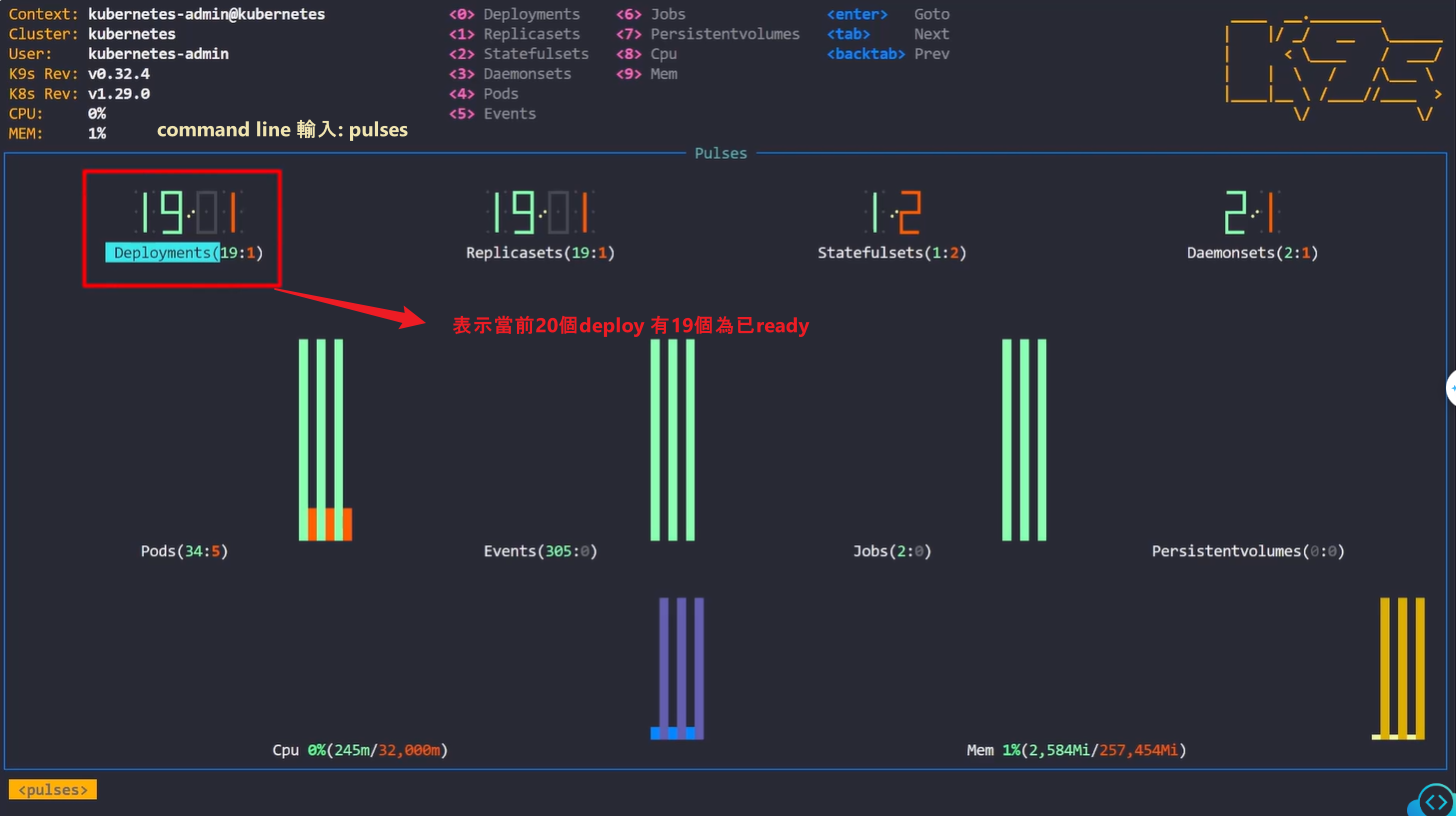 Context: kubernetes-admin@kubernetes
Cluster: kubernetes
User: kubernetes-admin
K9s Rev: v0.32.4
K8s Rev: v1.29.0
CPU: 0%
MEM: 1%
<0> Deployments
<1> Replicasets
<2> Statefulsets
<3> Daemonsets
<4> Pods
<5> Events
<6> Jobs
<7> Persistentvolumes
<8> Cpu
<9> Mem
<enter> Goto
<tab> Next
<backtab> Prev
command line 輸入: pulses
Pulses
19 01
19 01
1 2
2 1
Deployments(19:1)
Replicasets(19:1)
Statefulsets(1:2)
Daemonsets(2:1)
表示當前20個deploy 有19個為已ready
Pods(34:5)
Events(305:0)
Jobs(2:0)
Persistentvolumes(0:0)
Cpu 0%(245m/32,000m)
Mem 1%(2,584Mi/257,454Mi)
<pulses>